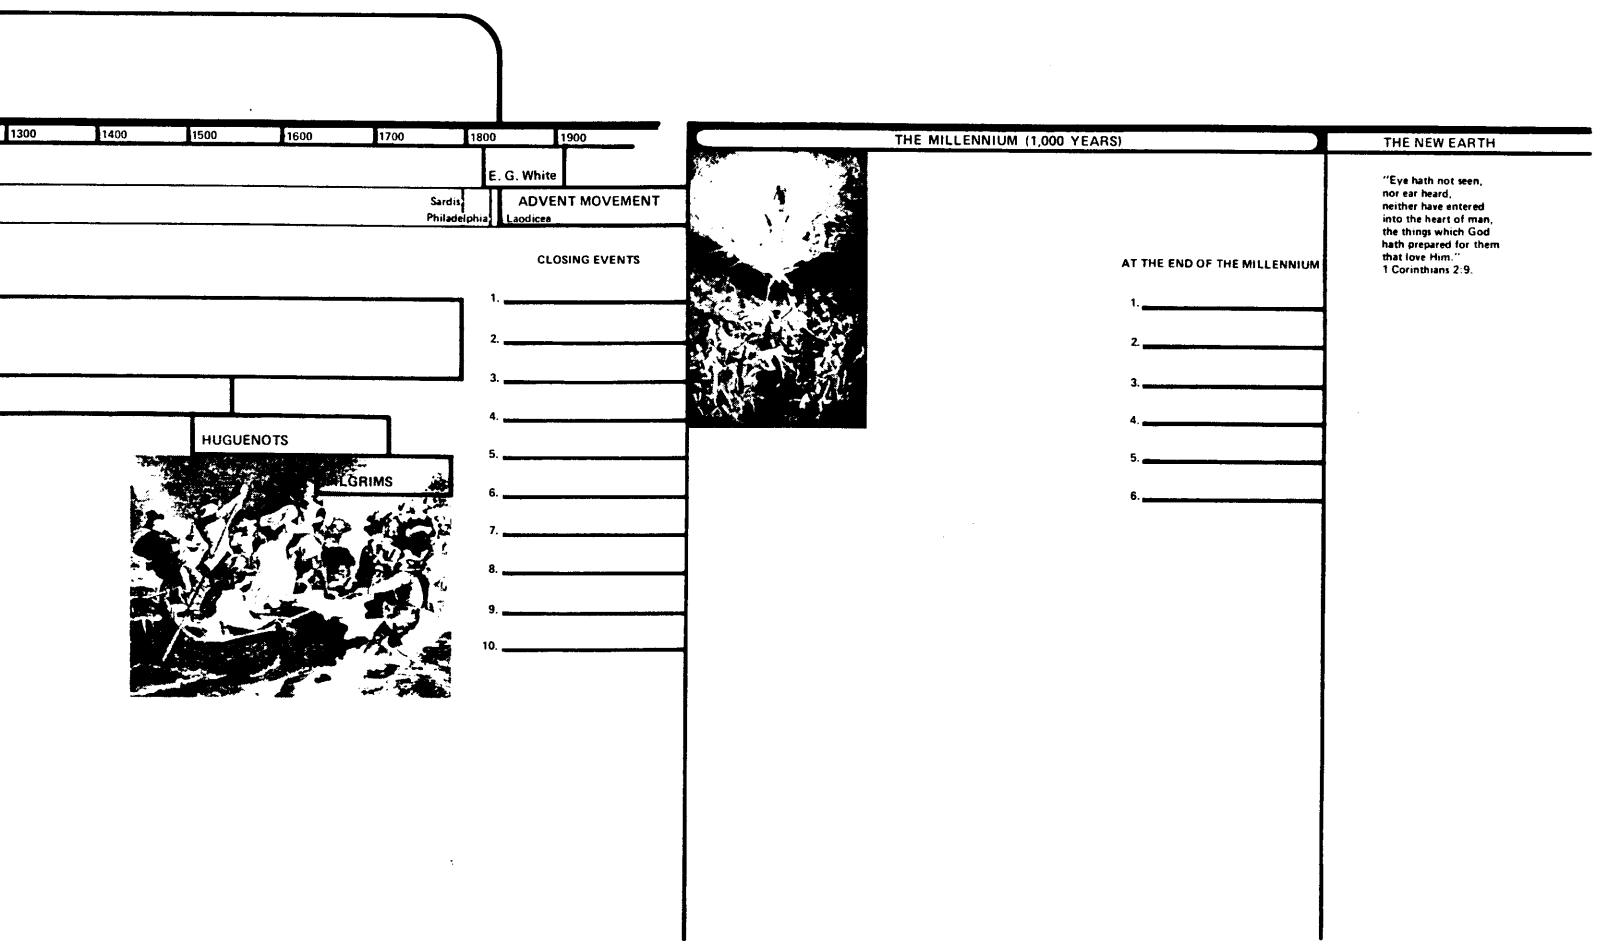 1300 1400 1500 1600 1700 1800 1900
THE MILLENNIUM (1,000 YEARS)
THE NEW EARTH
E. G. White
Sardis
Philadelphia
ADVENT MOVEMENT
Laodicea
CLOSING EVENTS
1.
2.
3.
4.
5.
6.
7.
8.
9.
10.
HUGUENOTS
LGRIMS
AT THE END OF THE MILLENNIUM
1.
2.
3.
4.
5.
6.
"Eye hath not seen,
nor ear heard,
neither have entered
into the heart of man,
the things which God
hath prepared for them
that love Him."
1 Corinthians 2:9.